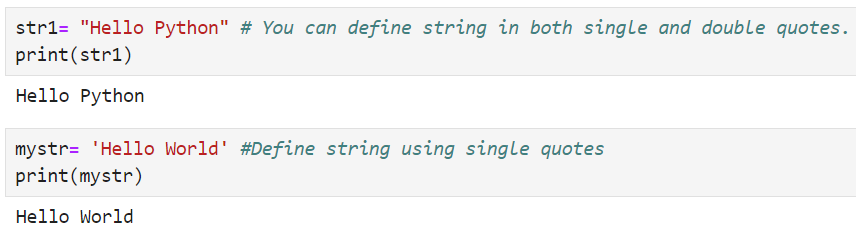 str1= "Hello Python" # You can define string in both single and double quotes.
print(str1)
Hello Python
mystr= 'Hello World' #Define string using single quotes
print(mystr)
Hello World